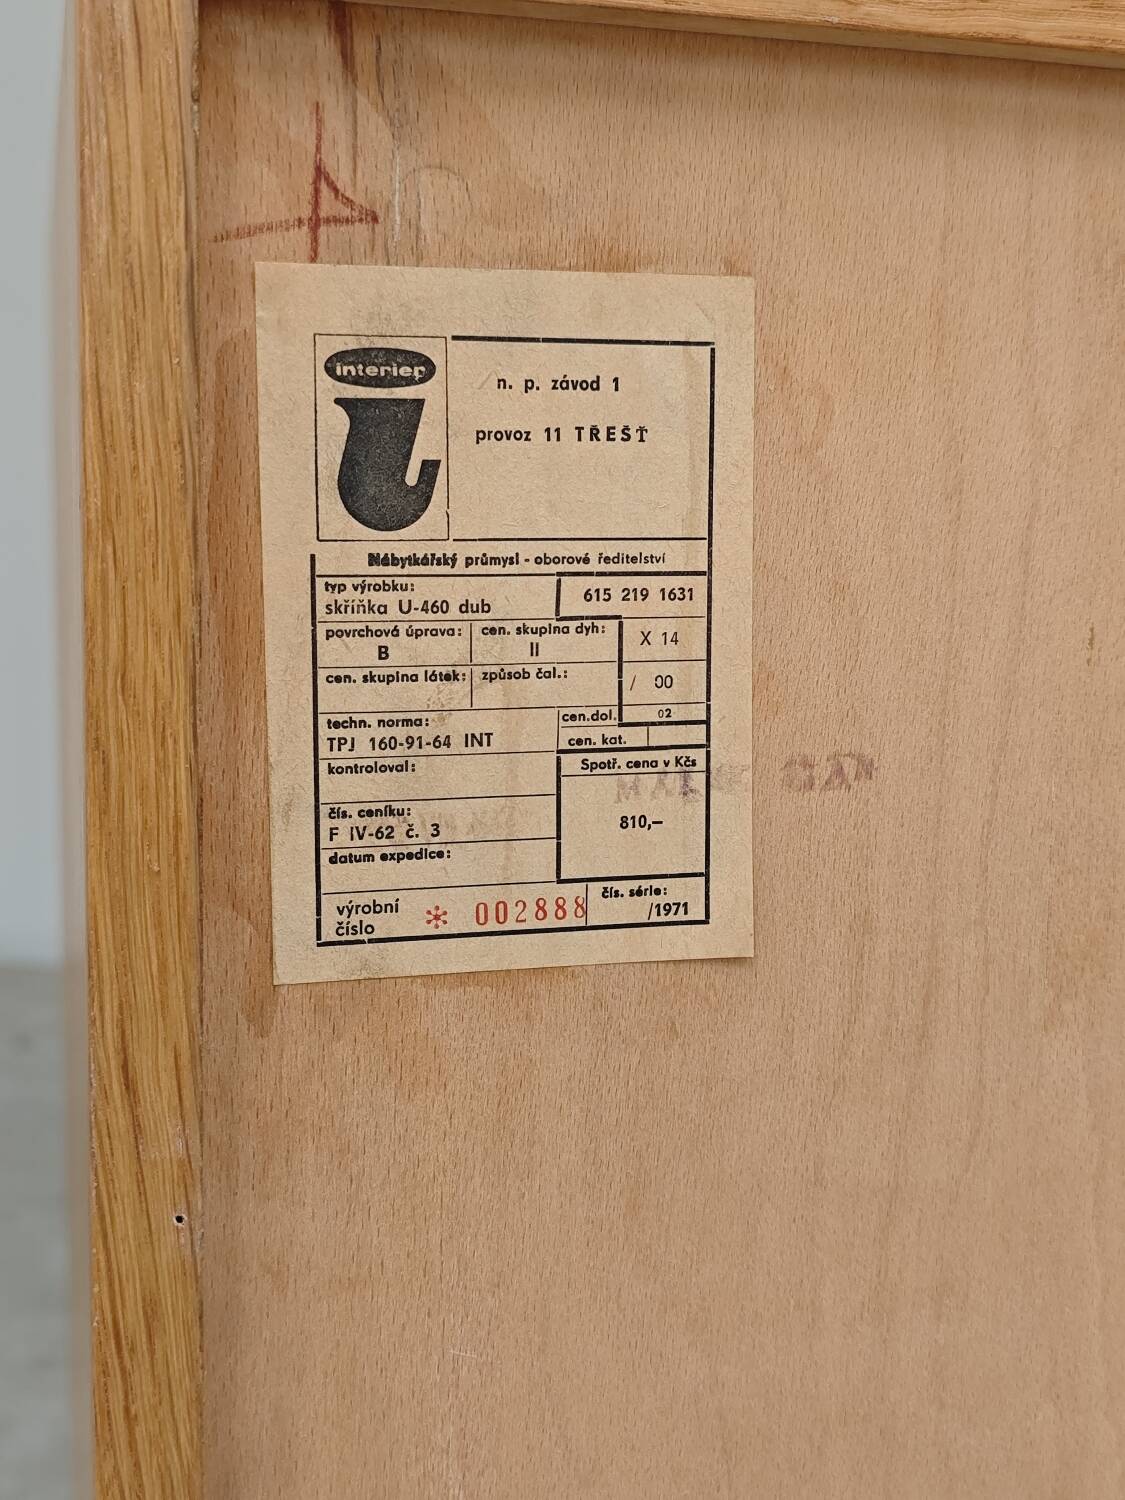 interier
n. p. závod 1
provoz 11 TŘEŠŤ
Nábytkářský průmysl - oborové ředitelství
typ výrobku:
skříňka U-460 dub
615 219 1631
povrchová úprava:
B
cen. skupina dýh:
II
X 14
cen. skupina látek:
způsob čal.:
/ 00
techn. norma:
TPJ 160-91-64 INT
cen.dol.
02
cen. kat.
kontroloval:
Spotř. cena v Kčs
810,—
čís. ceníku:
F IV-62 č. 3
datum expedice:
výrobní
číslo
* 002888
čís. série:
/1971